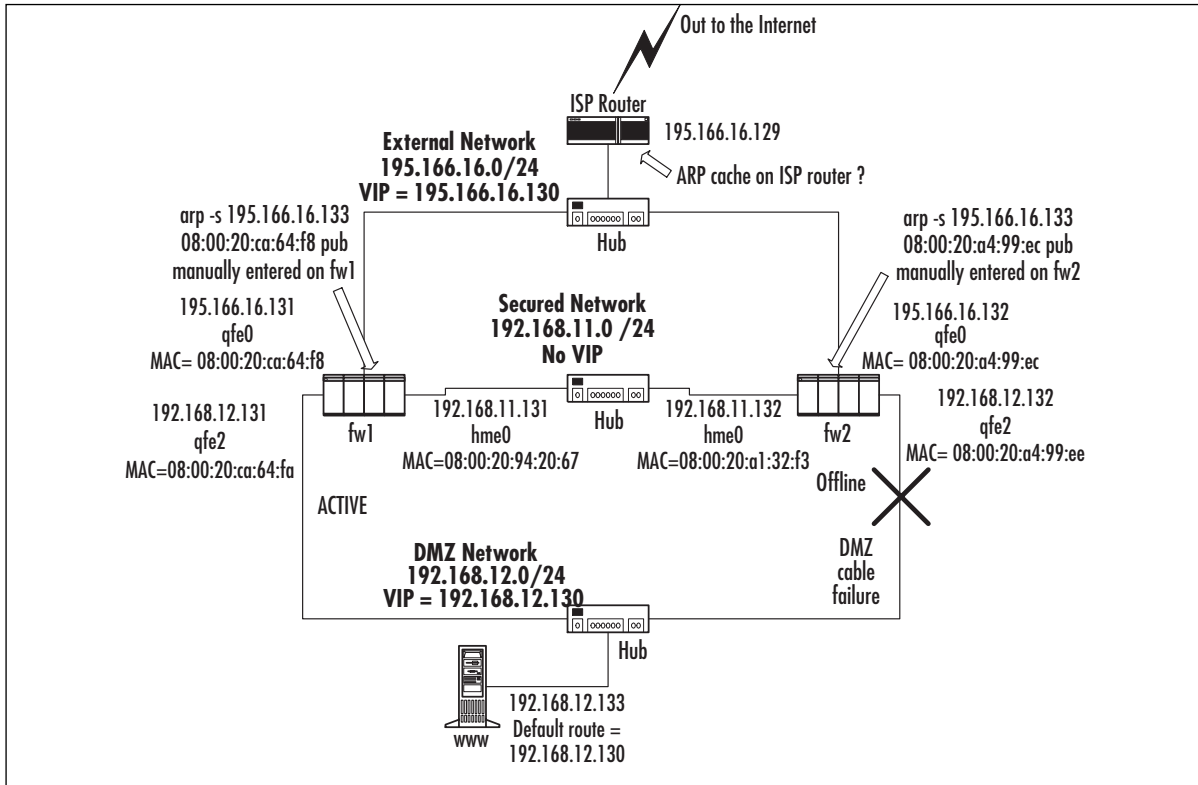 Out to the Internet
ISP Router
195.166.16.129
External Network
195.166.16.0/24
VIP = 195.166.16.130
ARP cache on ISP router ?
Hub
arp -s 195.166.16.133
08:00:20:ca:64:f8 pub
manually entered on fw1
arp -s 195.166.16.133
08:00:20:a4:99:ec pub
manually entered on fw2
195.166.16.131
qfe0
MAC= 08:00:20:ca:64:f8
Secured Network
192.168.11.0 /24
No VIP
195.166.16.132
qfe0
MAC= 08:00:20:a4:99:ec
192.168.12.131
qfe2
MAC=08:00:20:ca:64:fa
fw1
192.168.11.131
hme0
MAC=08:00:20:94:20:67
Hub
192.168.11.132
hme0
MAC=08:00:20:a1:32:f3
fw2
192.168.12.132
qfe2
MAC= 08:00:20:a4:99:ee
Offline
ACTIVE
DMZ
cable
failure
DMZ Network
192.168.12.0/24
VIP = 192.168.12.130
Hub
192.168.12.133
Default route =
192.168.12.130
www